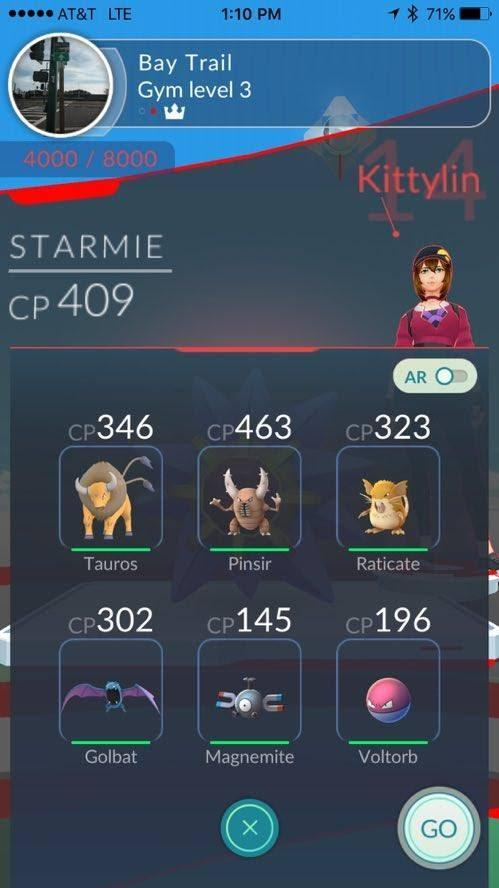 AT&T LTE 1:10 PM 71%
Bay Trail
Gym level 3
4000 / 8000
14
Kittylin
STARMIE
CP 409
AR
CP346 CP463 CP323
Tauros Pinsir Raticate
CP302 CP145 CP196
Golbat Magnemite Voltorb
GO